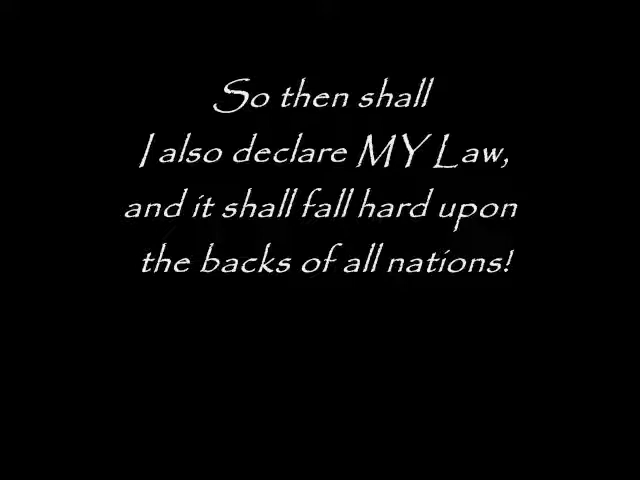 So then shall
I also declare MY Law,
and it shall fall hard upon
the backs of all nations!